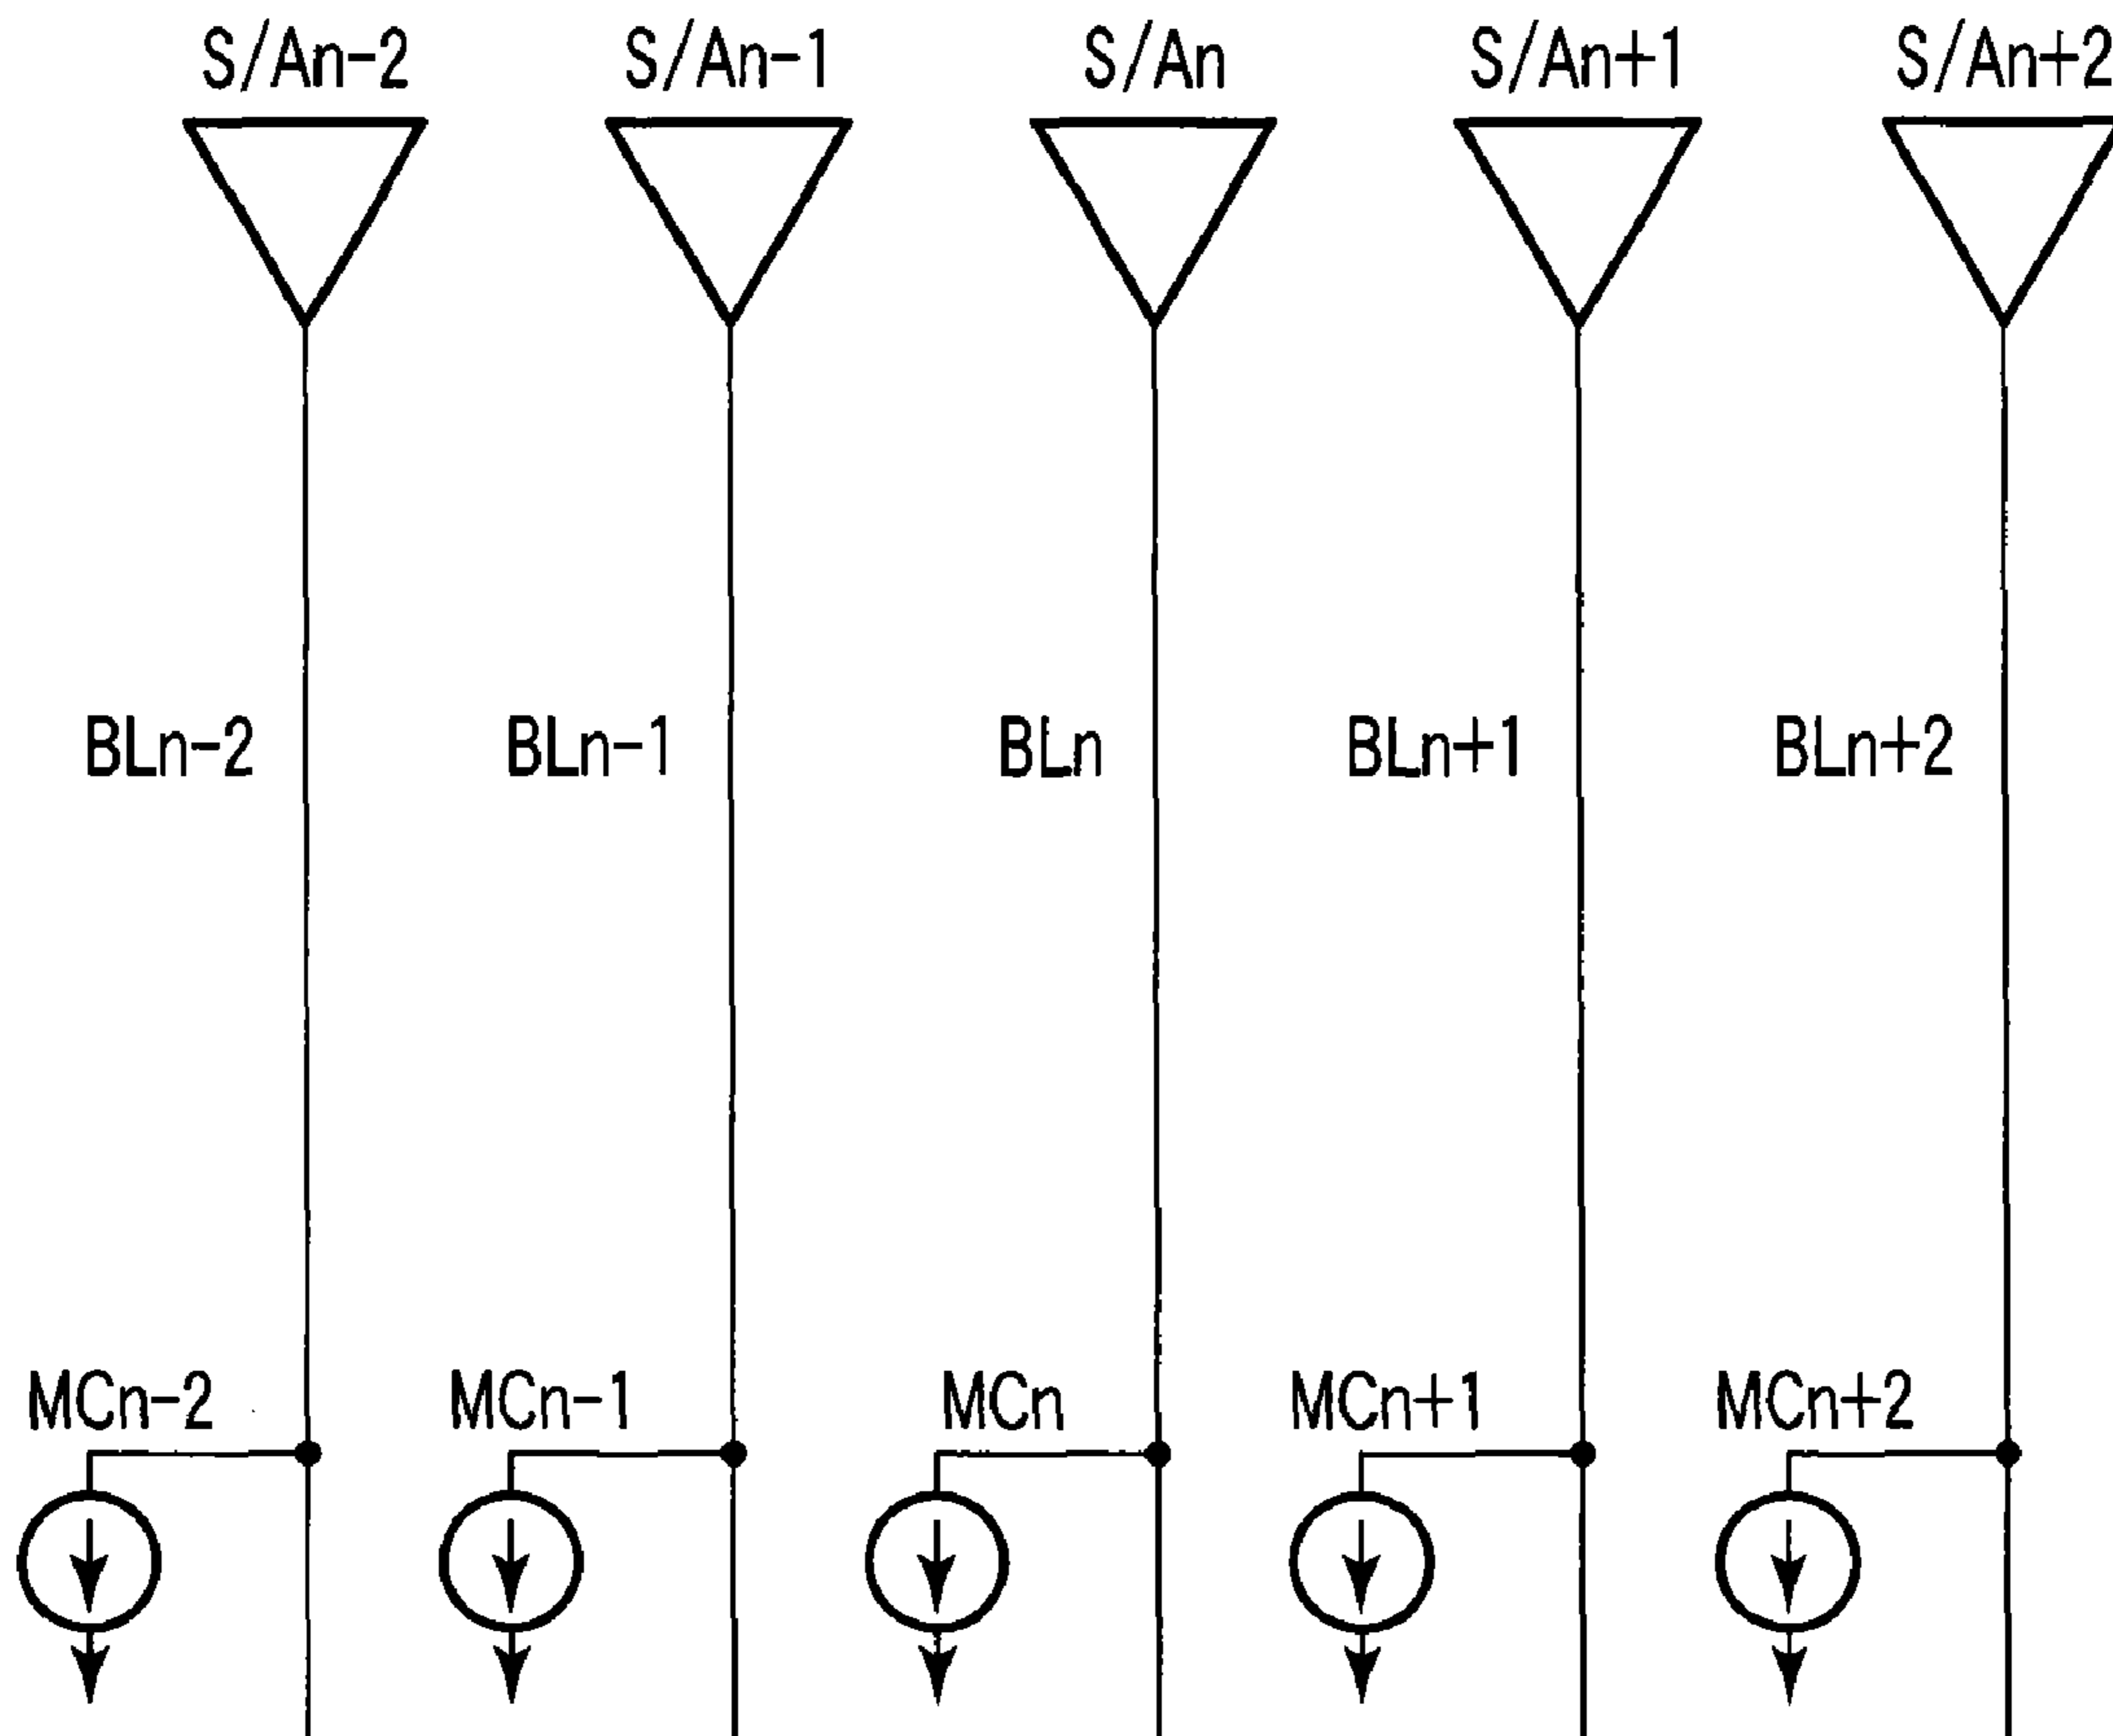 S/An-2 S/An-1 S/An S/An+1 S/An+2
BLn-2 BLn-1 BLn BLn+1 BLn+2
MCn-2 MCn-1 MCn MCn+1 MCn+2